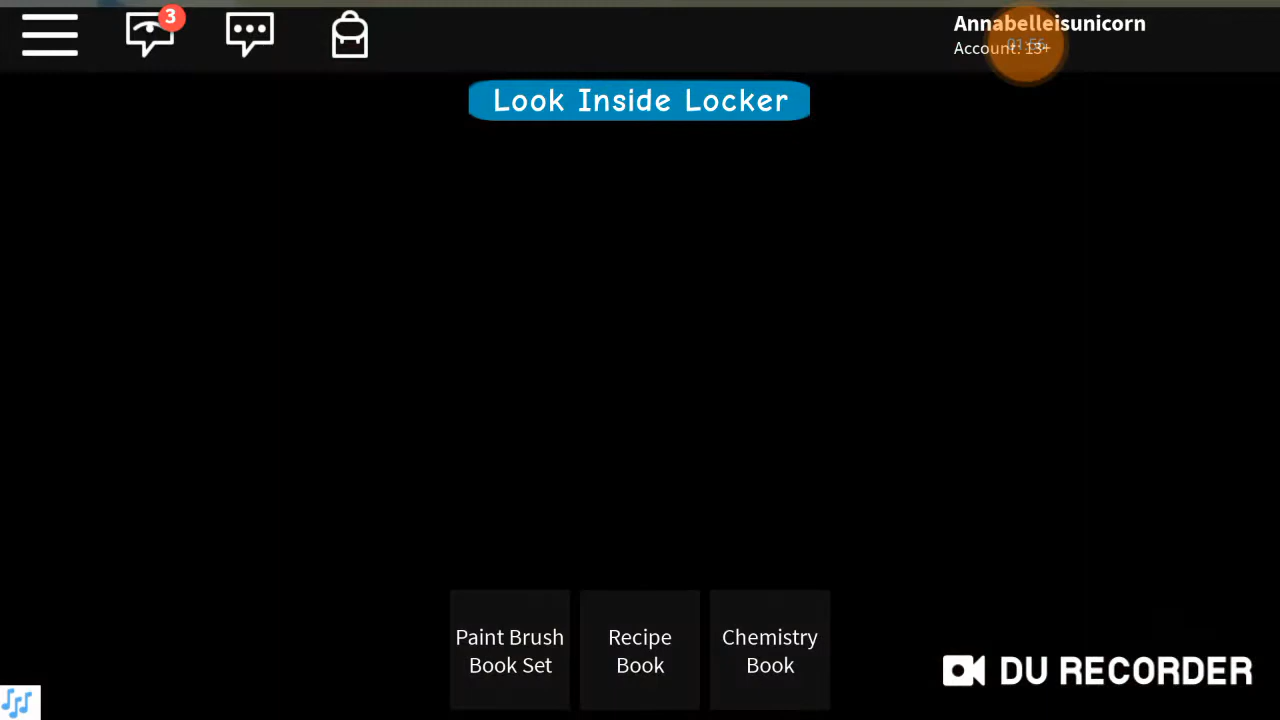 3
Annabelleisunicorn
Account: 13+
Look Inside Locker
Paint Brush
Book Set
Recipe
Book
Chemistry
Book
DU RECORDER